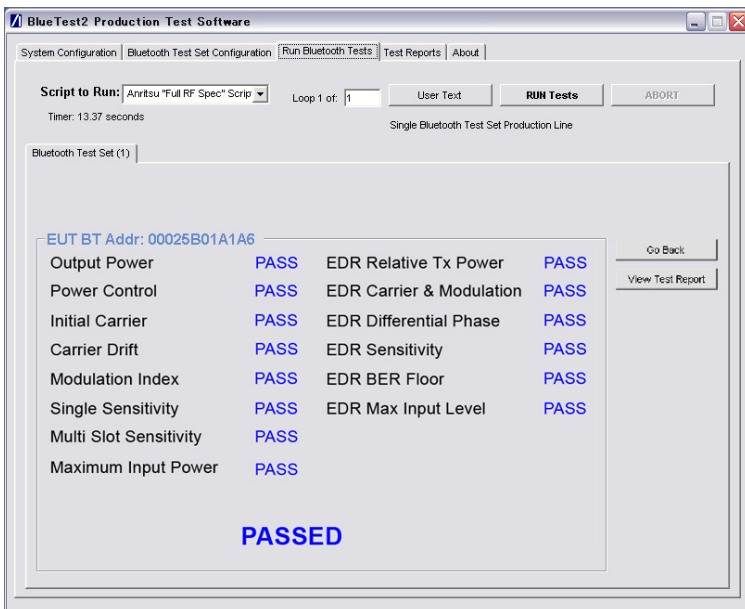 BlueTest2 Production Test Software
System Configuration Bluetooth Test Set Configuration Run Bluetooth Tests Test Reports About
Script to Run: Anritsu "Full RF Spec" Scrip Loop 1 of: 1 User Text RUN Tests ABORT
Timer: 13.37 seconds
Single Bluetooth Test Set Production Line
Bluetooth Test Set (1)
EUT BT Addr: 00025B01A1A6
Output Power PASS EDR Relative Tx Power PASS
Power Control PASS EDR Carrier & Modulation PASS
Initial Carrier PASS EDR Differential Phase PASS
Carrier Drift PASS EDR Sensitivity PASS
Modulation Index PASS EDR BER Floor PASS
Single Sensitivity PASS EDR Max Input Level PASS
Multi Slot Sensitivity PASS
Maximum Input Power PASS
PASSED
Go Back
View Test Report